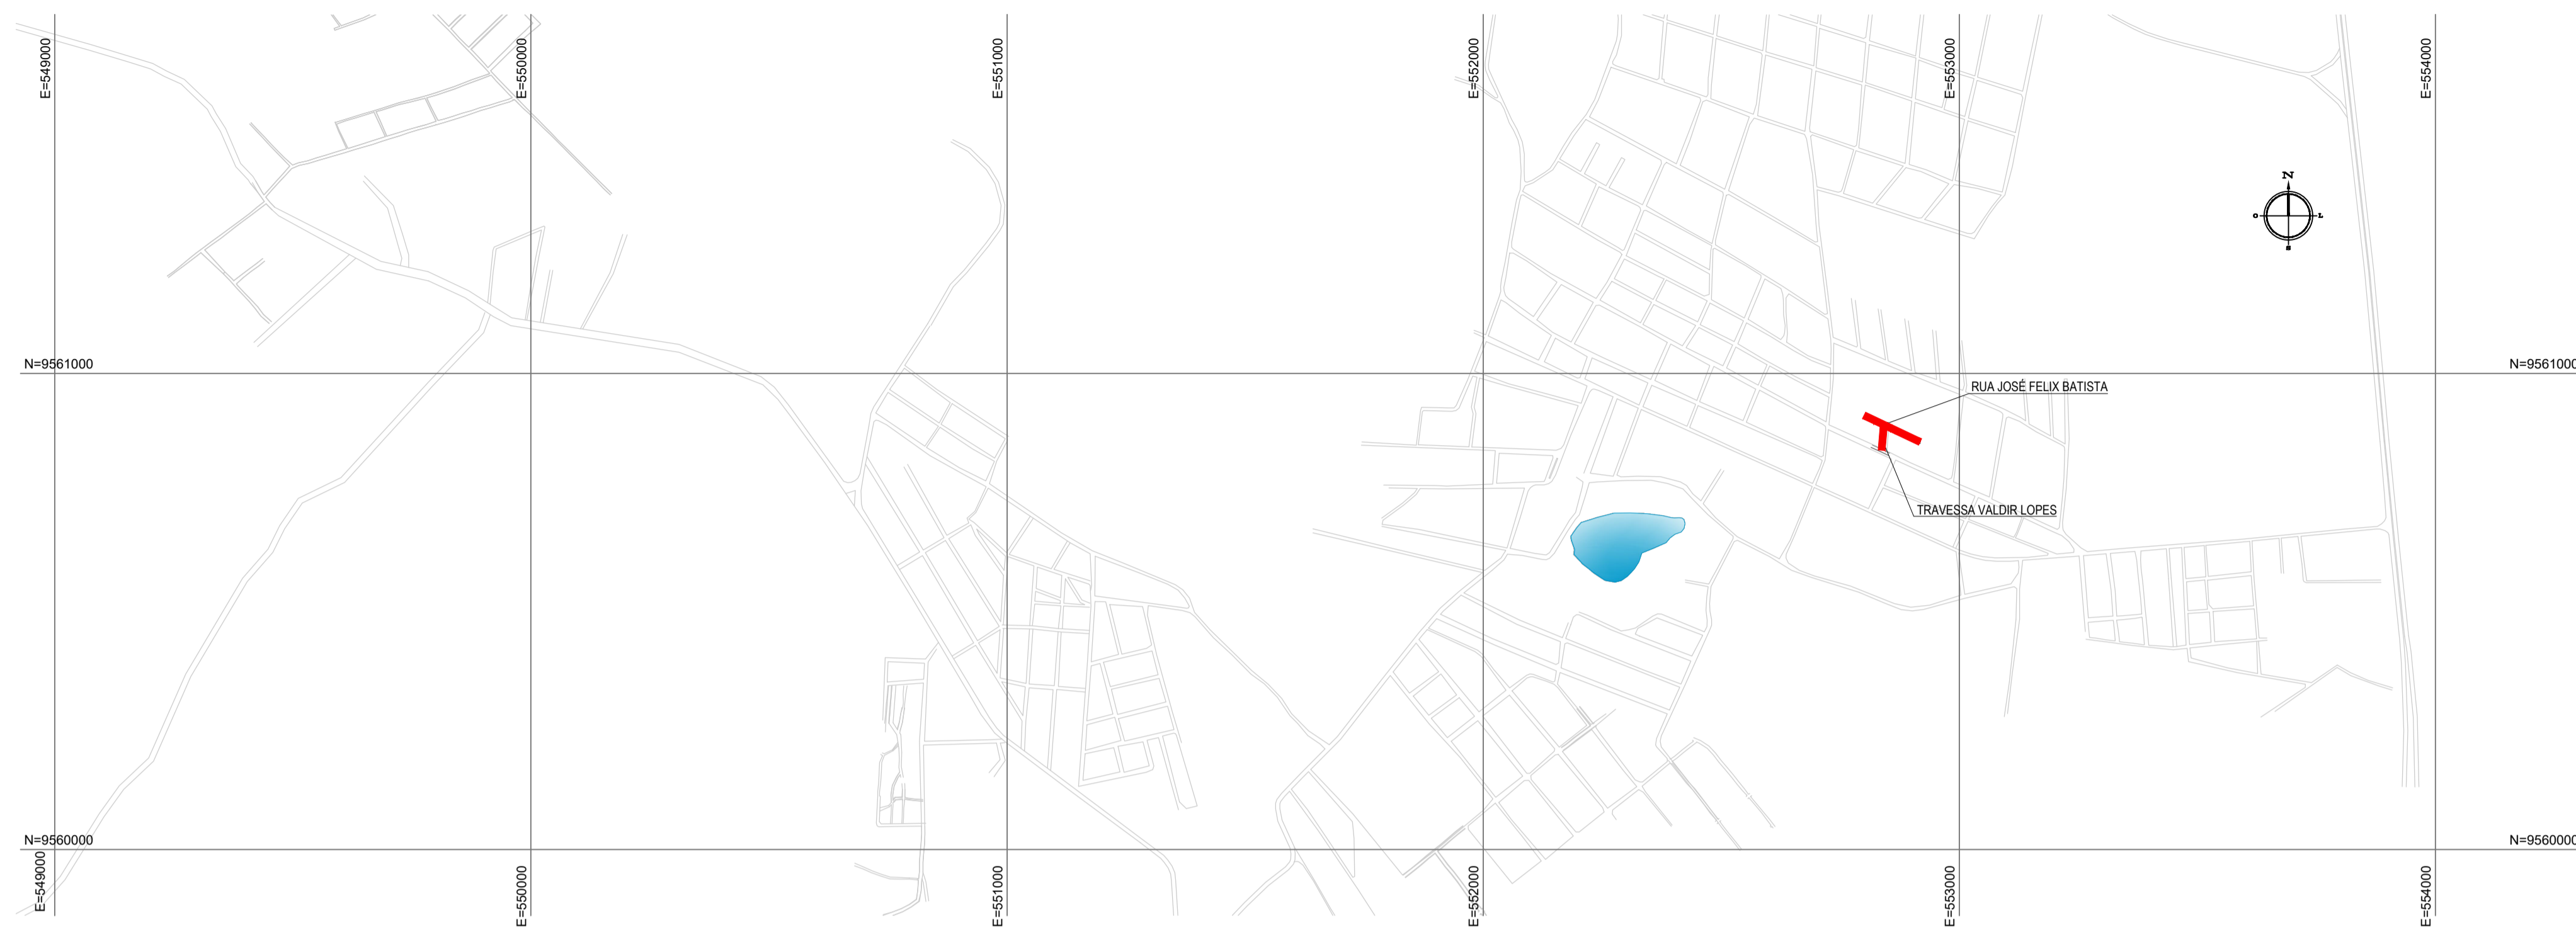 E=549000
E=550000
E=551000
E=552000
E=553000
E=554000
N
O
L
S
N=9561000
N=9561000
RUA JOSÉ FELIX BATISTA
TRAVESSA VALDIR LOPES
N=9560000
N=9560000
E=549000
E=550000
E=551000
E=552000
E=553000
E=554000